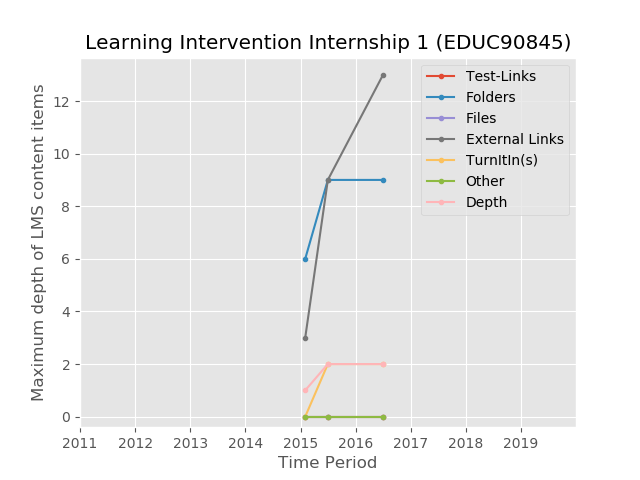 Learning Intervention Internship 1 (EDUC90845)
Maximum depth of LMS content items
12
10
8
6
4
2
0
Test-Links
Folders
Files
External Links
TurnItIn(s)
Other
Depth
2011 2012 2013 2014 2015 2016 2017 2018 2019
Time Period